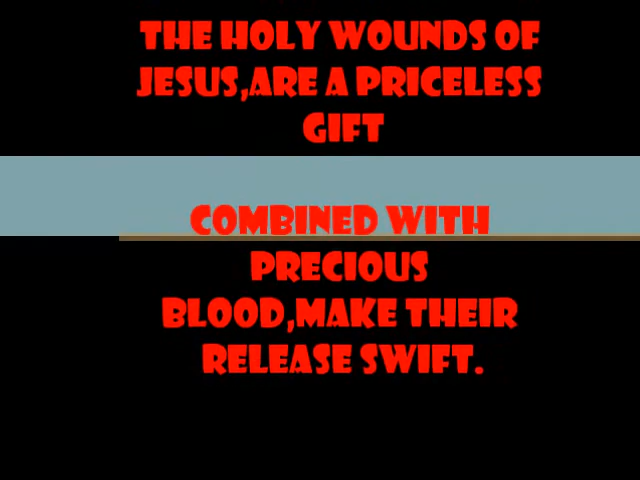 THE HOLY WOUNDS OF
JESUS,ARE A PRICELESS
GIFT
COMBINED WITH
PRECIOUS
BLOOD,MAKE THEIR
RELEASE SWIFT.